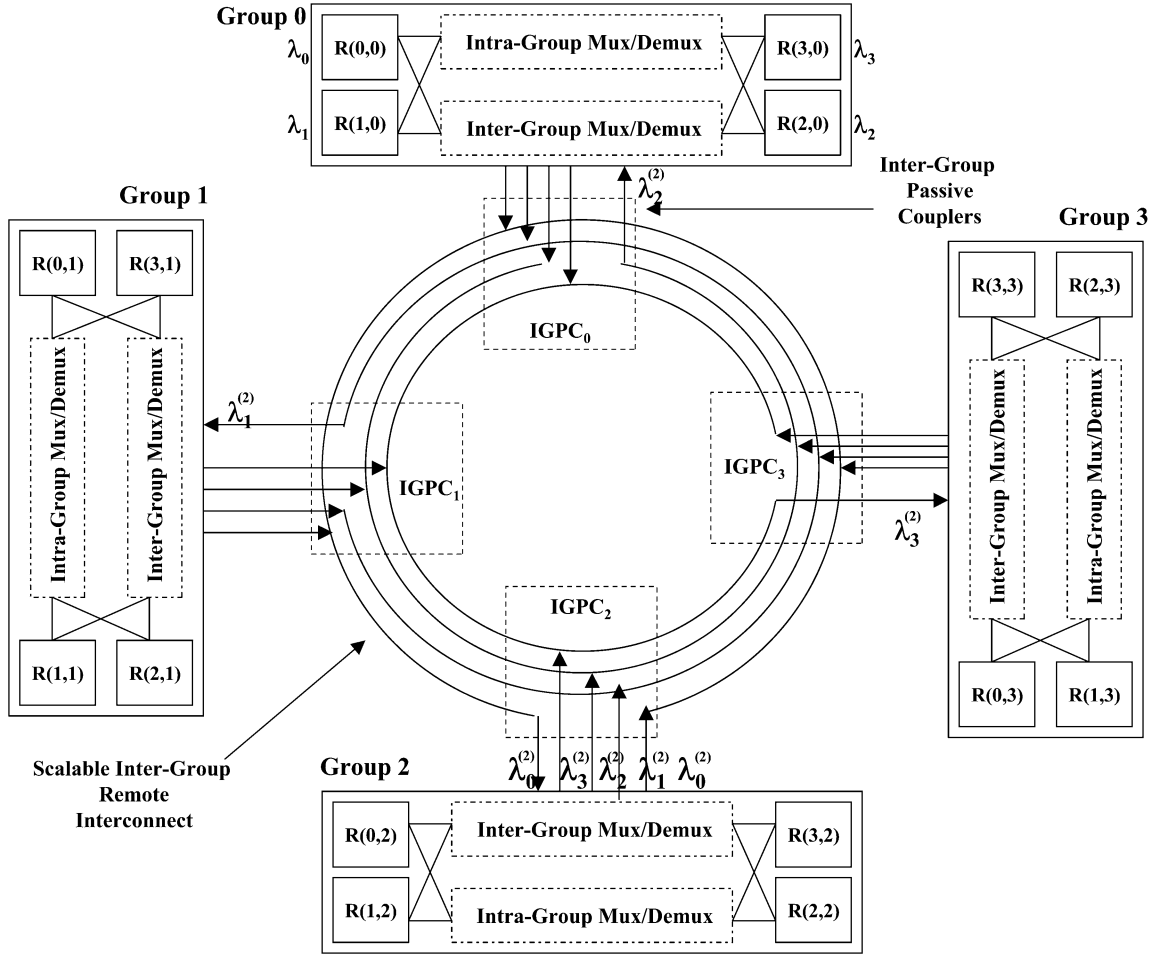 Group 0
R(0,0)
Intra-Group Mux/Demux
R(3,0)
λ0
λ3
R(1,0)
Inter-Group Mux/Demux
R(2,0)
λ1
λ2
Inter-Group
Passive
Couplers
λ2(2)
Group 1
Group 3
R(0,1)
R(3,1)
R(3,3)
R(2,3)
IGPC0
Intra-Group Mux/Demux
Inter-Group Mux/Demux
λ1(2)
IGPC1
IGPC3
Inter-Group Mux/Demux
Intra-Group Mux/Demux
λ3(2)
IGPC2
R(1,1)
R(2,1)
R(0,3)
R(1,3)
Scalable Inter-Group
Remote
Interconnect
Group 2
λ0(2) λ3(2) λ2(2) λ1(2) λ0(2)
R(0,2)
Inter-Group Mux/Demux
R(3,2)
R(1,2)
Intra-Group Mux/Demux
R(2,2)